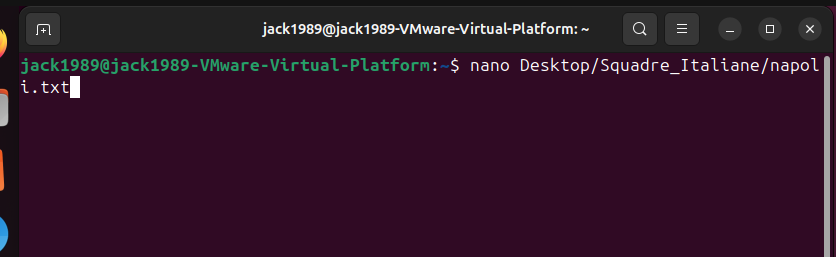 jack1989@jack1989-VMware-Virtual-Platform: ~
jack1989@jack1989-VMware-Virtual-Platform:~$ nano Desktop/Squadre_Italiane/napol
i.txt